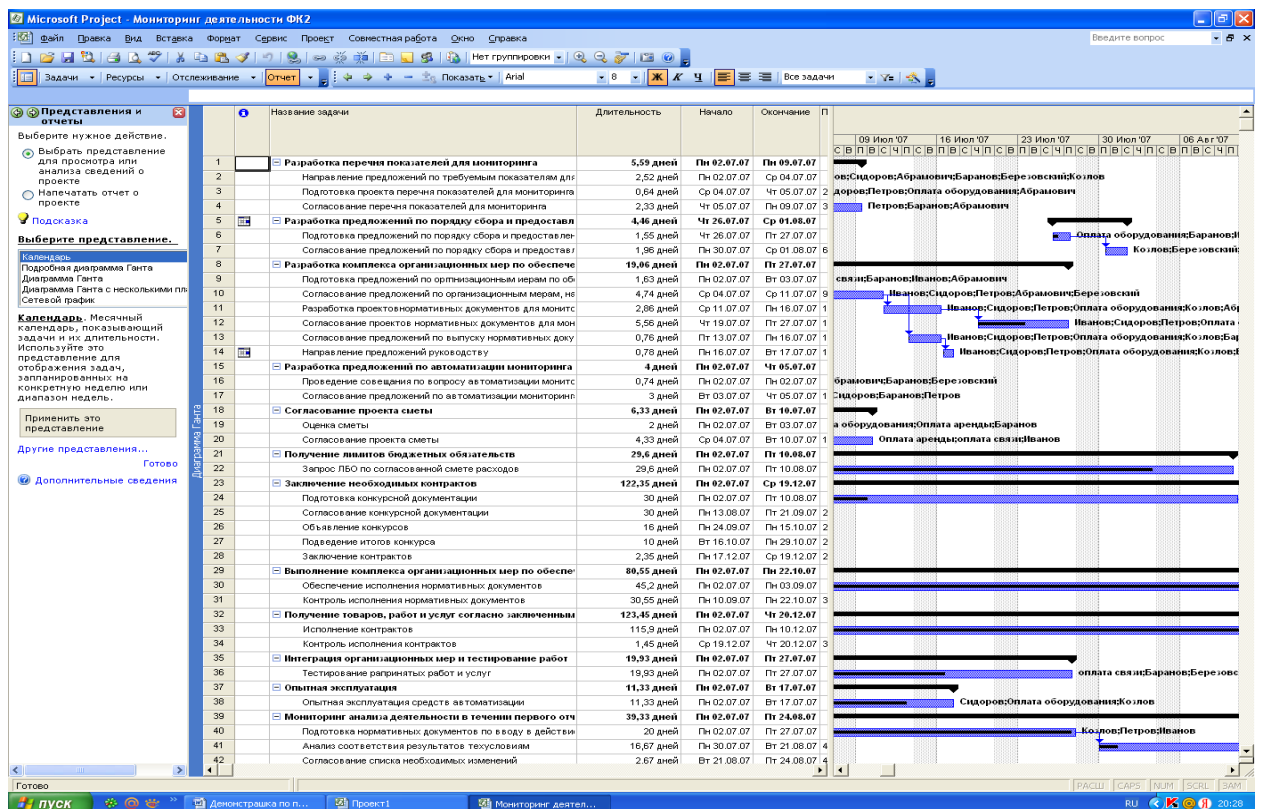 Microsoft Project - Мониторинг деятельности ФК2
Файл Правка Вид Вставка Формат Сервис Проект Совместная работа Окно Справка
Введите вопрос
Нет группировки
Задачи Ресурсы Отслеживание Отчет Показать Arial 8 Ж К Ч Все задачи
Представления и отчеты
Выберите нужное действие.
Выбрать представление
для просмотра или
анализа сведений о
проекте
Напечатать отчет о
проекте
Подсказка
Выберите представление.
Календарь
Подробная диаграмма Ганта
Диаграмма Ганта
Диаграмма Ганта с несколькими пла
Сетевой график
Календарь. Месячный
календарь, показывающий
задачи и их длительности.
Используйте это
представление для
отображения задач,
запланированных на
конкретную неделю или
диапазон недель.
Применить это
представление
Другие представления...
Готово
Дополнительные сведения
Диаграмма Ганта
Название задачи Длительность Начало Окончание П
09 Июл '07 16 Июл '07 23 Июл '07 30 Июл '07 06 Авг '07
С В П В С Ч П С В П В С Ч П С В П В С Ч П С В П В С Ч П С В П В С Ч П
1 Разработка перечня показателей для мониторинга 5,59 дней Пн 02.07.07 Пн 09.07.07
2 Направление предложений по требуемым показателям для 2,52 дней Пн 02.07.07 Ср 04.07.07 ов;Сидоров;Абрамович;Баранов;Березовский;Козлов
3 Подготовка проекта перечня показателей для мониторинга 0,64 дней Ср 04.07.07 Чт 05.07.07 2 доров;Петров;Оплата оборудования;Абрамович
4 Согласование перечня показателей для мониторинга 2,33 дней Чт 05.07.07 Пн 09.07.07 3 Петров;Баранов;Абрамович
5 Разработка предложений по порядку сбора и предоставл 4,46 дней Чт 26.07.07 Ср 01.08.07
6 Подготовка предложений по порядку сбора и предоставлен 1,55 дней Чт 26.07.07 Пт 27.07.07 Оплата оборудования;Баранов;И
7 Согласование предложений по порядку сбора и предоставл 1,96 дней Пн 30.07.07 Ср 01.08.07 6 Козлов;Березовский;
8 Разработка комплекса организационных мер по обеспече 19,06 дней Пн 02.07.07 Пт 27.07.07
9 Подготовка предложений по оргпнизационным иерам по об 1,63 дней Пн 02.07.07 Вт 03.07.07 связи;Баранов;Иванов;Абрамович
10 Согласование предложений по организационным мерам, не 4,74 дней Ср 04.07.07 Ср 11.07.07 9 Иванов;Сидоров;Петров;Абрамович;Березовский
11 Разработка проектовнормативных документов для монитс 2,86 дней Ср 11.07.07 Пн 16.07.07 1 Иванов;Сидоров;Петров;Оплата оборудования;Козлов;Абр
12 Согласование проектов нормативных документов для мон 5,56 дней Чт 19.07.07 Пт 27.07.07 1 Иванов;Сидоров;Петров;Оплата
13 Согласование предложений по выпуску нормативных доку 0,76 дней Пт 13.07.07 Пн 16.07.07 1 Иванов;Сидоров;Петров;Оплата оборудования;Козлов;Бар
14 Направление предложений руководству 0,78 дней Пн 16.07.07 Вт 17.07.07 1 Иванов;Сидоров;Петров;Оплата оборудования;Козлов;Б
15 Разработка предложений по автоматизации мониторинга 4 дней Пн 02.07.07 Чт 05.07.07
16 Проведение совещания по вопросу автоматизации монитс 0,74 дней Пн 02.07.07 Пн 02.07.07 брамович;Баранов;Березовский
17 Согласование предложений по автоматизации мониторинг 3 дней Вт 03.07.07 Чт 05.07.07 1 Сидоров;Баранов;Петров
18 Согласование проекта сметы 6,33 дней Пн 02.07.07 Вт 10.07.07
19 Оценка сметы 2 дней Пн 02.07.07 Вт 03.07.07 а оборудования;Оплата аренды;Баранов
20 Согласование проекта сметы 4,33 дней Ср 04.07.07 Вт 10.07.07 1 Оплата аренды;оплата связи;Иванов
21 Получение лимитов бюджетных обязательств 29,6 дней Пн 02.07.07 Пт 10.08.07
22 Запрос ЛБО по согласованной смете расходов 29,6 дней Пн 02.07.07 Пт 10.08.07
23 Заключение необходимых контрактов 122,35 дней Пн 02.07.07 Ср 19.12.07
24 Подготовка конкурсной документации 30 дней Пн 02.07.07 Пт 10.08.07
25 Согласование конкурсной документации 30 дней Пн 13.08.07 Пт 21.09.07 2
26 Объявление конкурсов 16 дней Пн 24.09.07 Пн 15.10.07 2
27 Подведение итогов конкурса 10 дней Вт 16.10.07 Пн 29.10.07 2
28 Заключение контрактов 2,35 дней Пн 17.12.07 Ср 19.12.07 2
29 Выполнение комплекса организационных мер по обеспе 80,55 дней Пн 02.07.07 Пн 22.10.07
30 Обеспечение исполнения нормативных документов 45,2 дней Пн 02.07.07 Пн 03.09.07
31 Контроль исполнения нормативных документов 30,55 дней Пн 10.09.07 Пн 22.10.07 3
32 Получение товаров, работ и услуг согласно заключенным 123,45 дней Пн 02.07.07 Чт 20.12.07
33 Исполнение контрактов 115,9 дней Пн 02.07.07 Пн 10.12.07
34 Контроль исполнения контрактов 1,45 дней Ср 19.12.07 Чт 20.12.07 3
35 Интеграция организационных мер и тестирование работ 19,93 дней Пн 02.07.07 Пт 27.07.07
36 Тестирование рапринятых работ и услуг 19,93 дней Пн 02.07.07 Пт 27.07.07 оплата связи;Баранов;Березовс
37 Опытная эксплуатация 11,33 дней Пн 02.07.07 Вт 17.07.07
38 Опытная эксплуатация средств автоматизации 11,33 дней Пн 02.07.07 Вт 17.07.07 Сидоров;Оплата оборудования;Козлов
39 Мониторинг анализа деятельности в течении первого отч 39,33 дней Пн 02.07.07 Пт 24.08.07
40 Подготовка нормативных документов по вводу в действи 20 дней Пн 02.07.07 Пт 27.07.07 Козлов;Петров;Иванов
41 Анализ соответствия результатов техусловиям 16,67 дней Пн 30.07.07 Вт 21.08.07 4
42 Согласование списка необходимых изменений 2,67 дней Вт 21.08.07 Пт 24.08.07 4
Готово
РАСШ CAPS NUM SCRL ЗАМ
пуск Демонстрашка по п... Проект1 Мониторинг деятел... RU 20:28